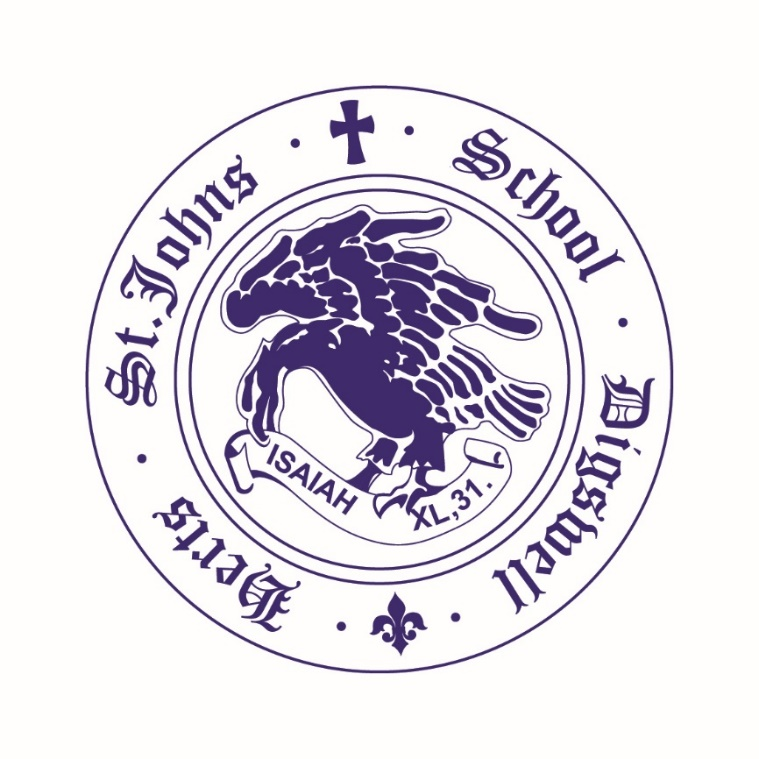 St.Johns
School
Digswell
Herts
ISAIAH XL,31.